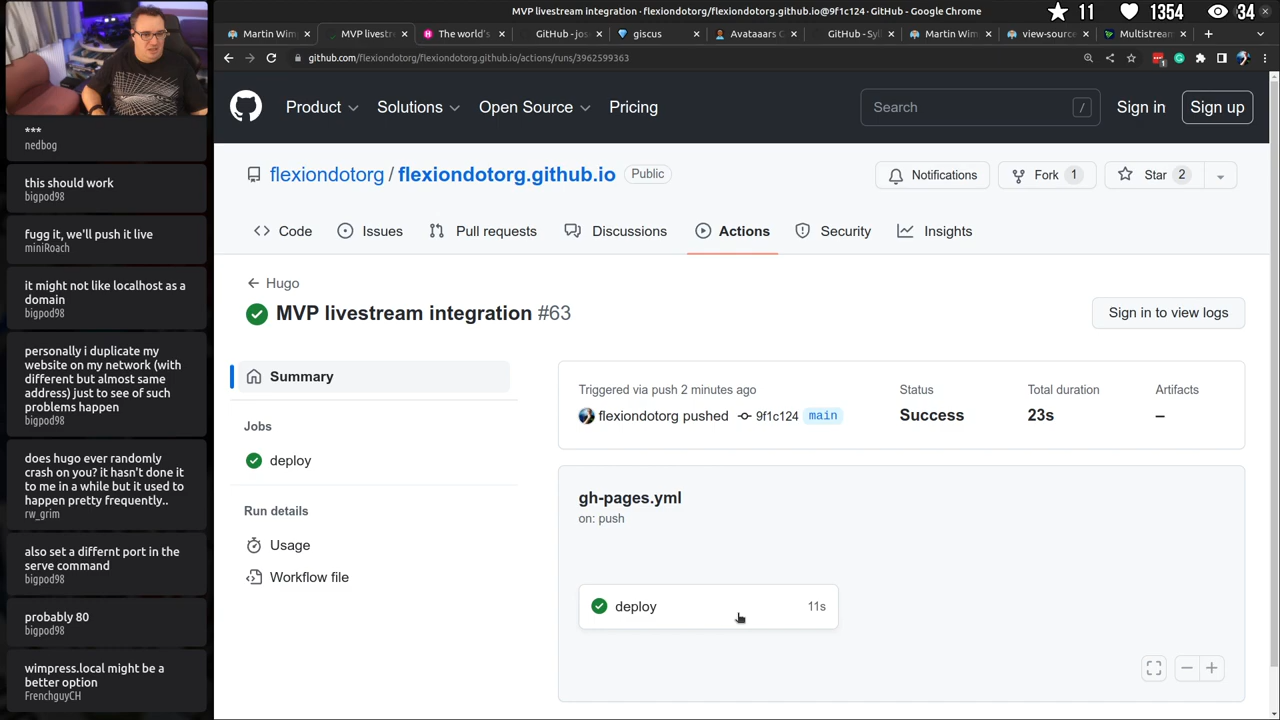 MVP livestream integration · flexiondotorg/flexiondotorg.github.io@9f1c124 - GitHub - Google Chrome
11
1354
34
Martin Wim
MVP livestr
The world's
GitHub - jos
giscus
Avataaars G
GitHub - Syl
Martin Wim
view-source
Multistream
github.com/flexiondotorg/flexiondotorg.github.io/actions/runs/3962599363
Product
Solutions
Open Source
Pricing
Search
/
Sign in
Sign up
flexiondotorg / flexiondotorg.github.io
Public
Notifications
Fork 1
Star 2
Code
Issues
Pull requests
Discussions
Actions
Security
Insights
Hugo
MVP livestream integration #63
Sign in to view logs
Summary
Jobs
deploy
Run details
Usage
Workflow file
Triggered via push 2 minutes ago
flexiondotorg pushed 9f1c124 main
Status
Success
Total duration
23s
Artifacts
–
gh-pages.yml
on: push
deploy
11s
***
nedbog
this should work
bigpod98
fugg it, we'll push it live
miniRoach
it might not like localhost as a
domain
bigpod98
personally i duplicate my
website on my network (with
different but almost same
address) just to see of such
problems happen
bigpod98
does hugo ever randomly
crash on you? it hasn't done it
to me in a while but it used to
happen pretty frequently..
rw_grim
also set a differnt port in the
serve command
bigpod98
probably 80
bigpod98
wimpress.local might be a
better option
FrenchguyCH